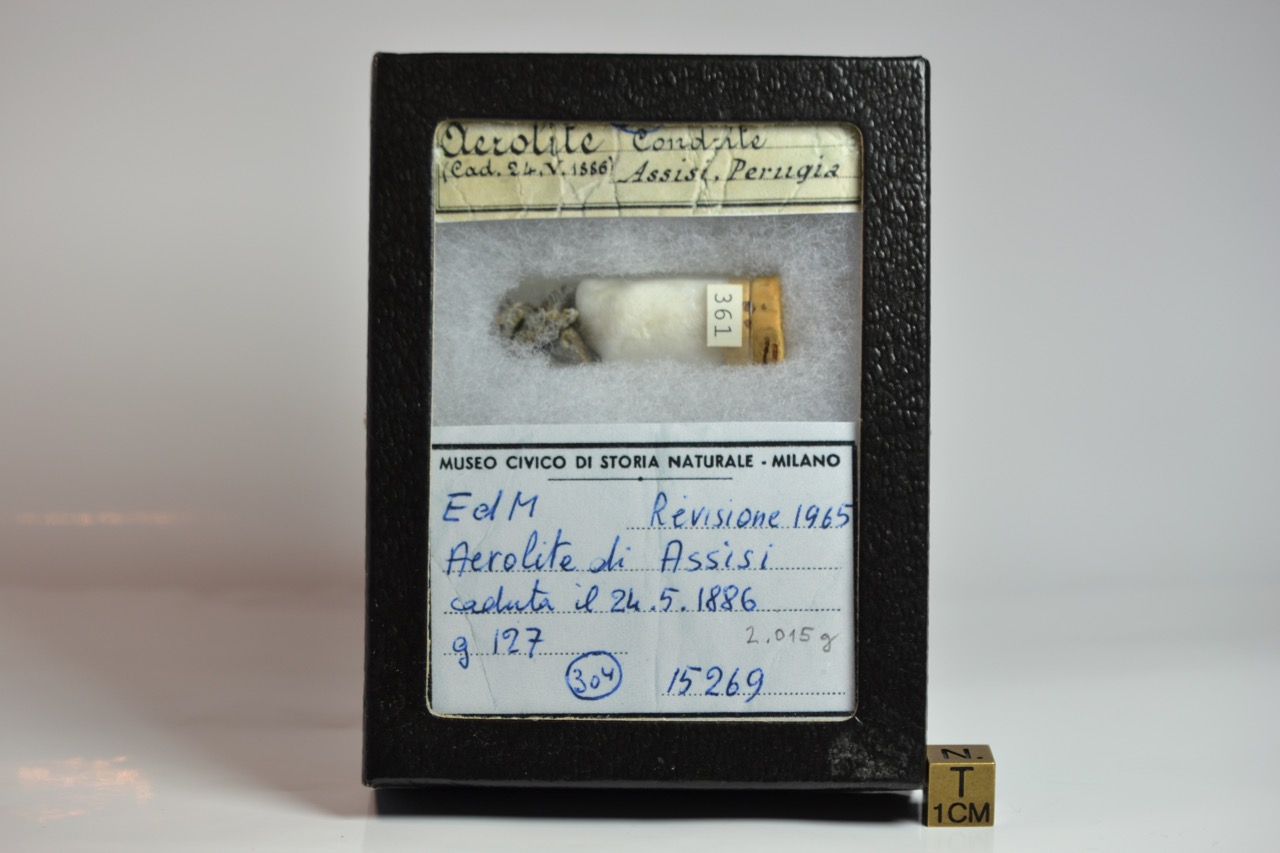 Aerolite Condrite
(Cad. 24.V.1886) Assisi, Perugia
361
MUSEO CIVICO DI STORIA NATURALE - MILANO
EdM Revisione 1965
Aerolite di Assisi
caduta il 24.5.1886
g 127 2.015 g
304 15269
N.
T
1CM